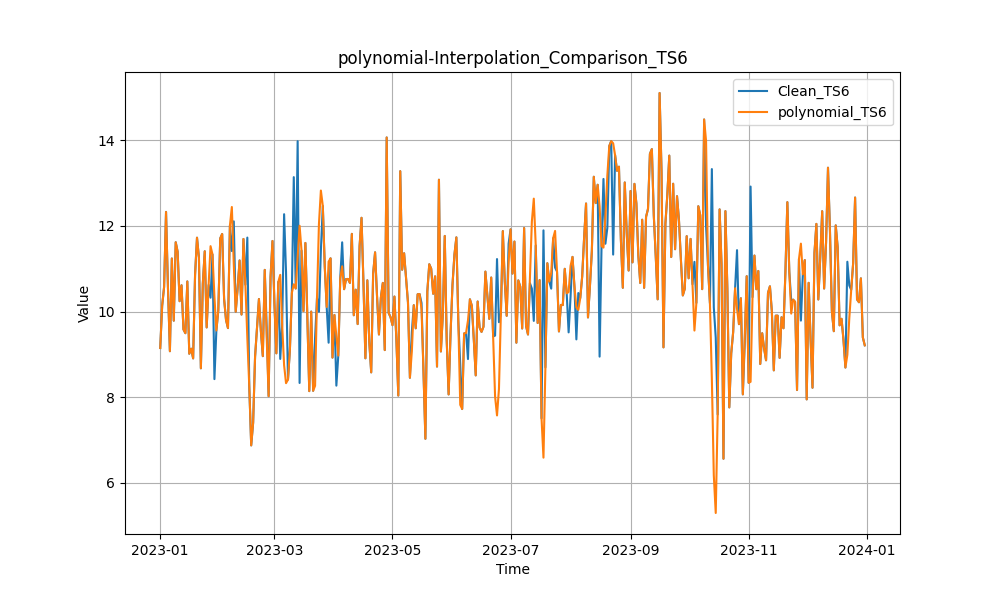 polynomial-Interpolation_Comparison_TS6
Clean_TS6
polynomial_TS6
Value
14
12
10
8
6
2023-01
2023-03
2023-05
2023-07
2023-09
2023-11
2024-01
Time